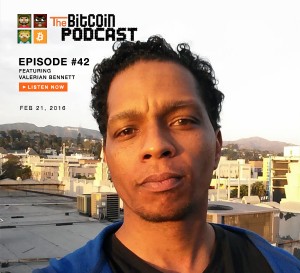 The BitCoin
PODCAST
EPISODE #42
FEATURING
VALERIAN BENNETT
LISTEN NOW
FEB 21, 2016